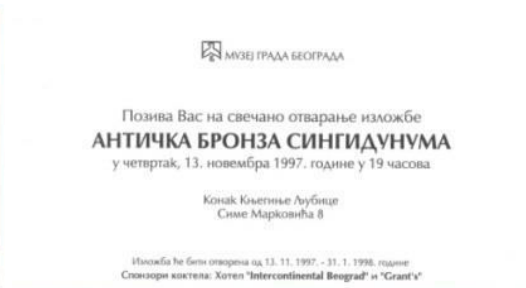 МУЗЕЈ ГРАДА БЕОГРАДА
Позива Вас на свечано отварање изложбе
АНТИЧКА БРОНЗА СИНГИДУНУМА
у четвртак, 13. новембра 1997. године у 19 часова
Конак Књегиње Љубице
Симе Марковића 8
Изложба ће бити отворена од 13. 11. 1997. - 31. 1. 1998. године
Спонзори коктела: Хотел "Intercontinental Beograd" и "Grant's"